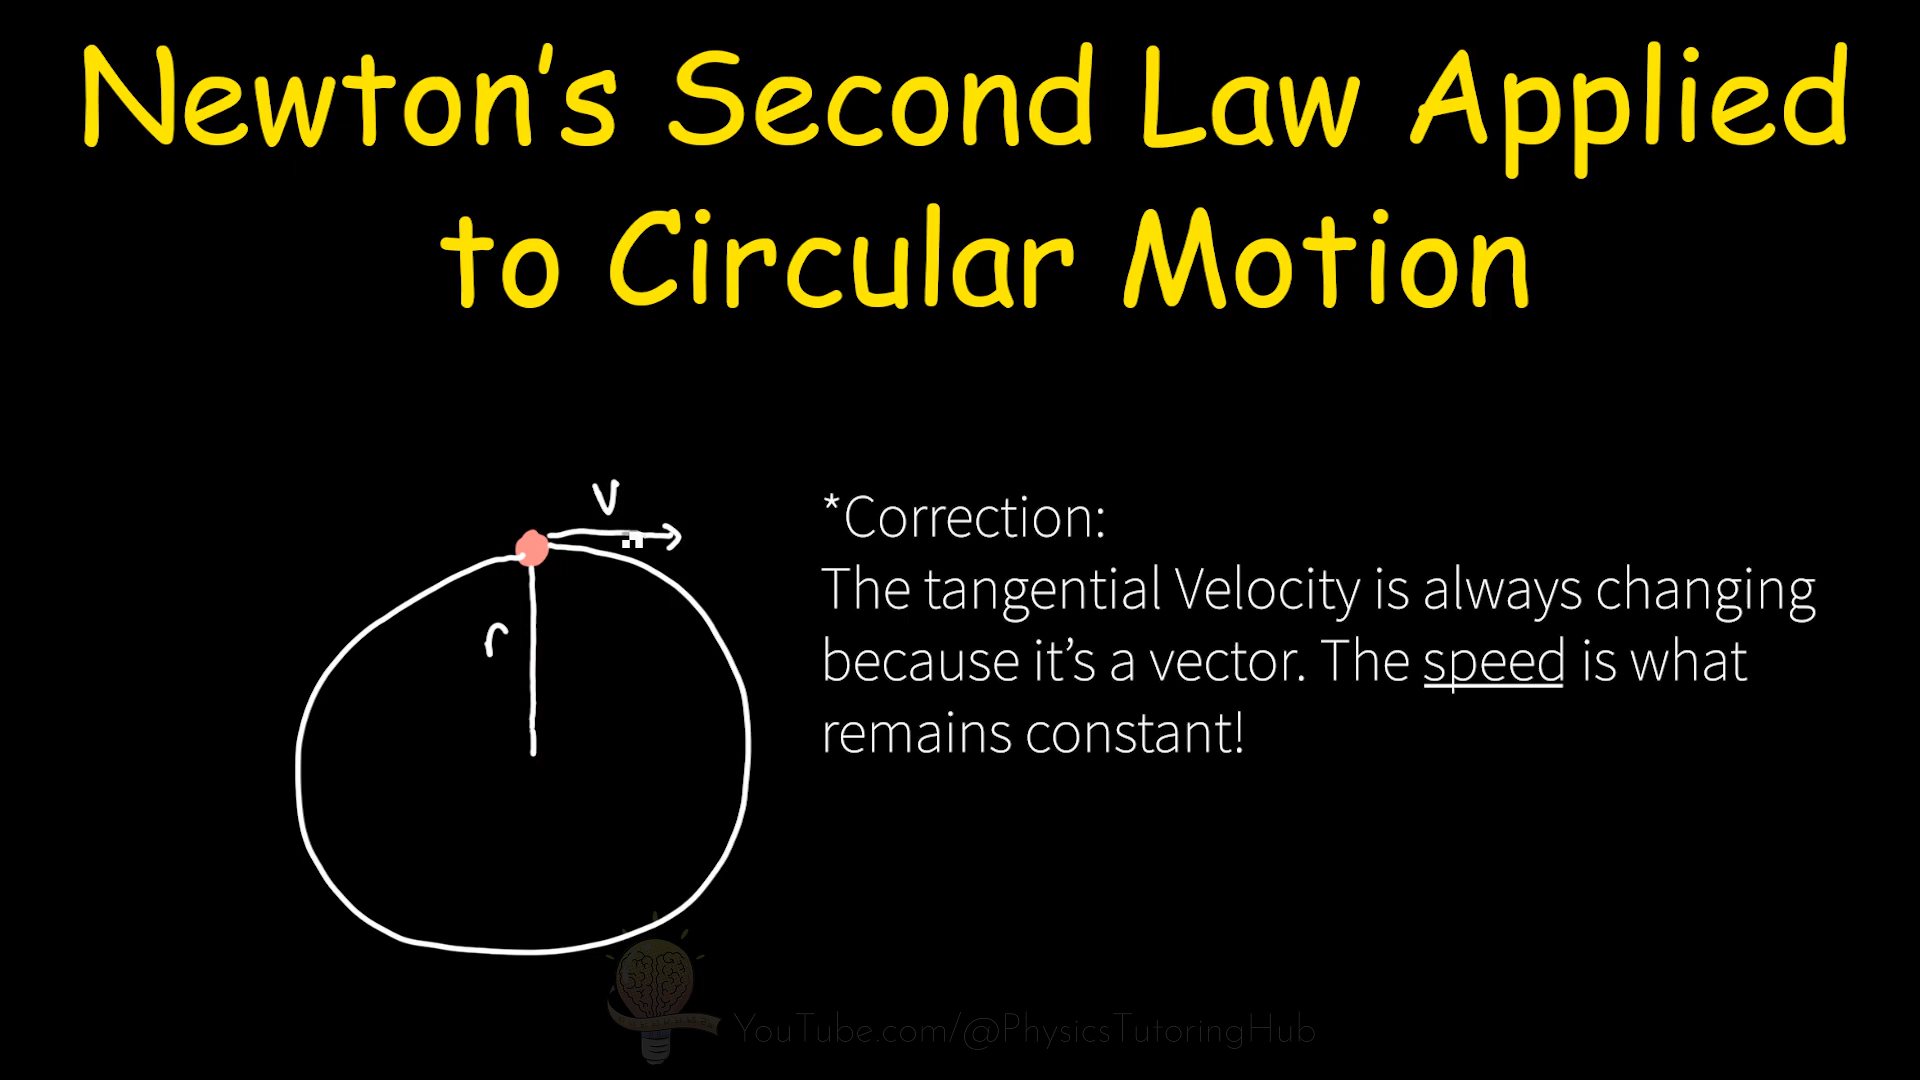 Newton's Second Law Applied
to Circular Motion
v
r
*Correction:
The tangential Velocity is always changing
because it's a vector. The speed is what
remains constant!
YouTube.com/@PhysicsTutoringHub